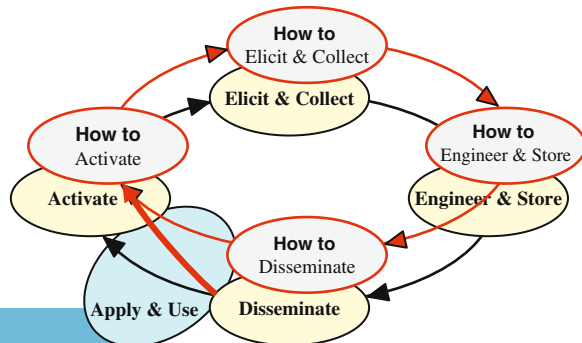 How to
Elicit & Collect
Elicit & Collect
How to
Activate
Activate
How to
Engineer & Store
Engineer & Store
How to
Disseminate
Disseminate
Apply & Use